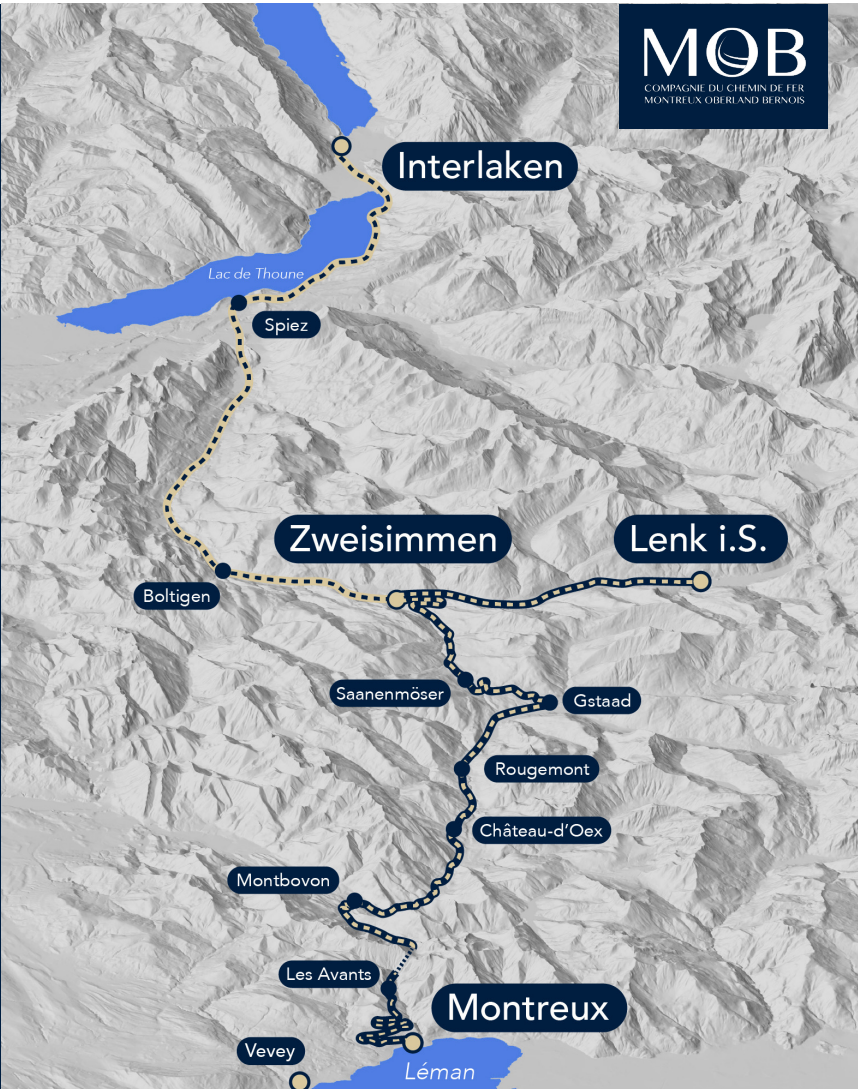 MOB
COMPAGNIE DU CHEMIN DE FER
MONTREUX OBERLAND BERNOIS
Interlaken
Lac de Thoune
Spiez
Zweisimmen
Lenk i.S.
Boltigen
Saanenmöser
Gstaad
Rougemont
Château-d'Oex
Montbovon
Les Avants
Montreux
Vevey
Léman